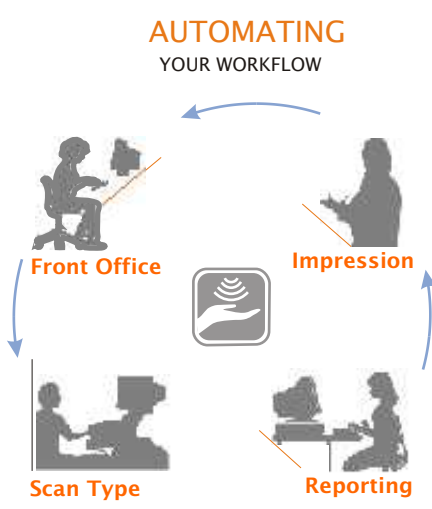 AUTOMATING
YOUR WORKFLOW
Front Office
Impression
Scan Type
Reporting